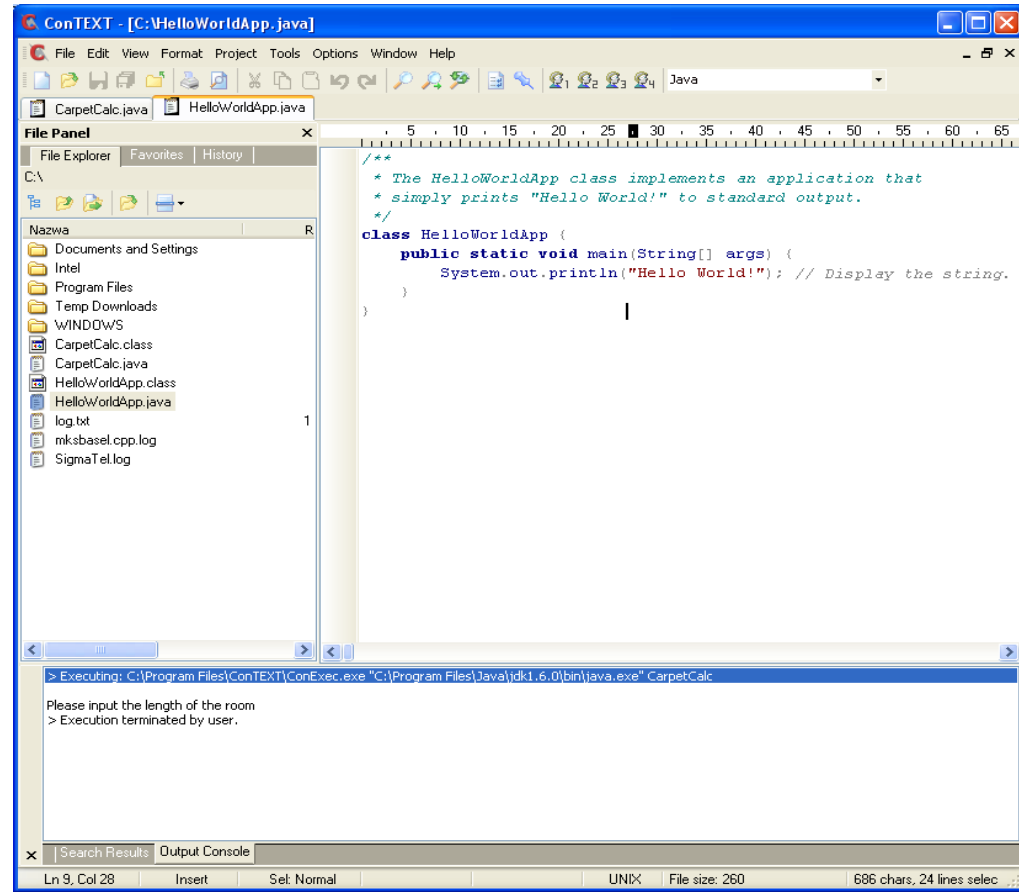 ConTEXT - [C:\HelloWorldApp.java]
File Edit View Format Project Tools Options Window Help
1 2 3 4 Java
CarpetCalc.java HelloWorldApp.java
File Panel
File Explorer Favorites History
C:\
Nazwa R
Documents and Settings
Intel
Program Files
Temp Downloads
WINDOWS
CarpetCalc.class
CarpetCalc.java
HelloWorldApp.class
HelloWorldApp.java
log.txt 1
mksbasel.cpp.log
SigmaTel.log
5 10 15 20 25 30 35 40 45 50 55 60 65
/**
 * The HelloWorldApp class implements an application that
 * simply prints "Hello World!" to standard output.
 */
class HelloWorldApp {
    public static void main(String[] args) {
        System.out.println("Hello World!"); // Display the string.
    }
}
> Executing: C:\Program Files\ConTEXT\ConExec.exe "C:\Program Files\Java\jdk1.6.0\bin\java.exe" CarpetCalc
Please input the length of the room
> Execution terminated by user.
Search Results Output Console
Ln 9, Col 28 Insert Sel: Normal UNIX File size: 260 686 chars, 24 lines selec